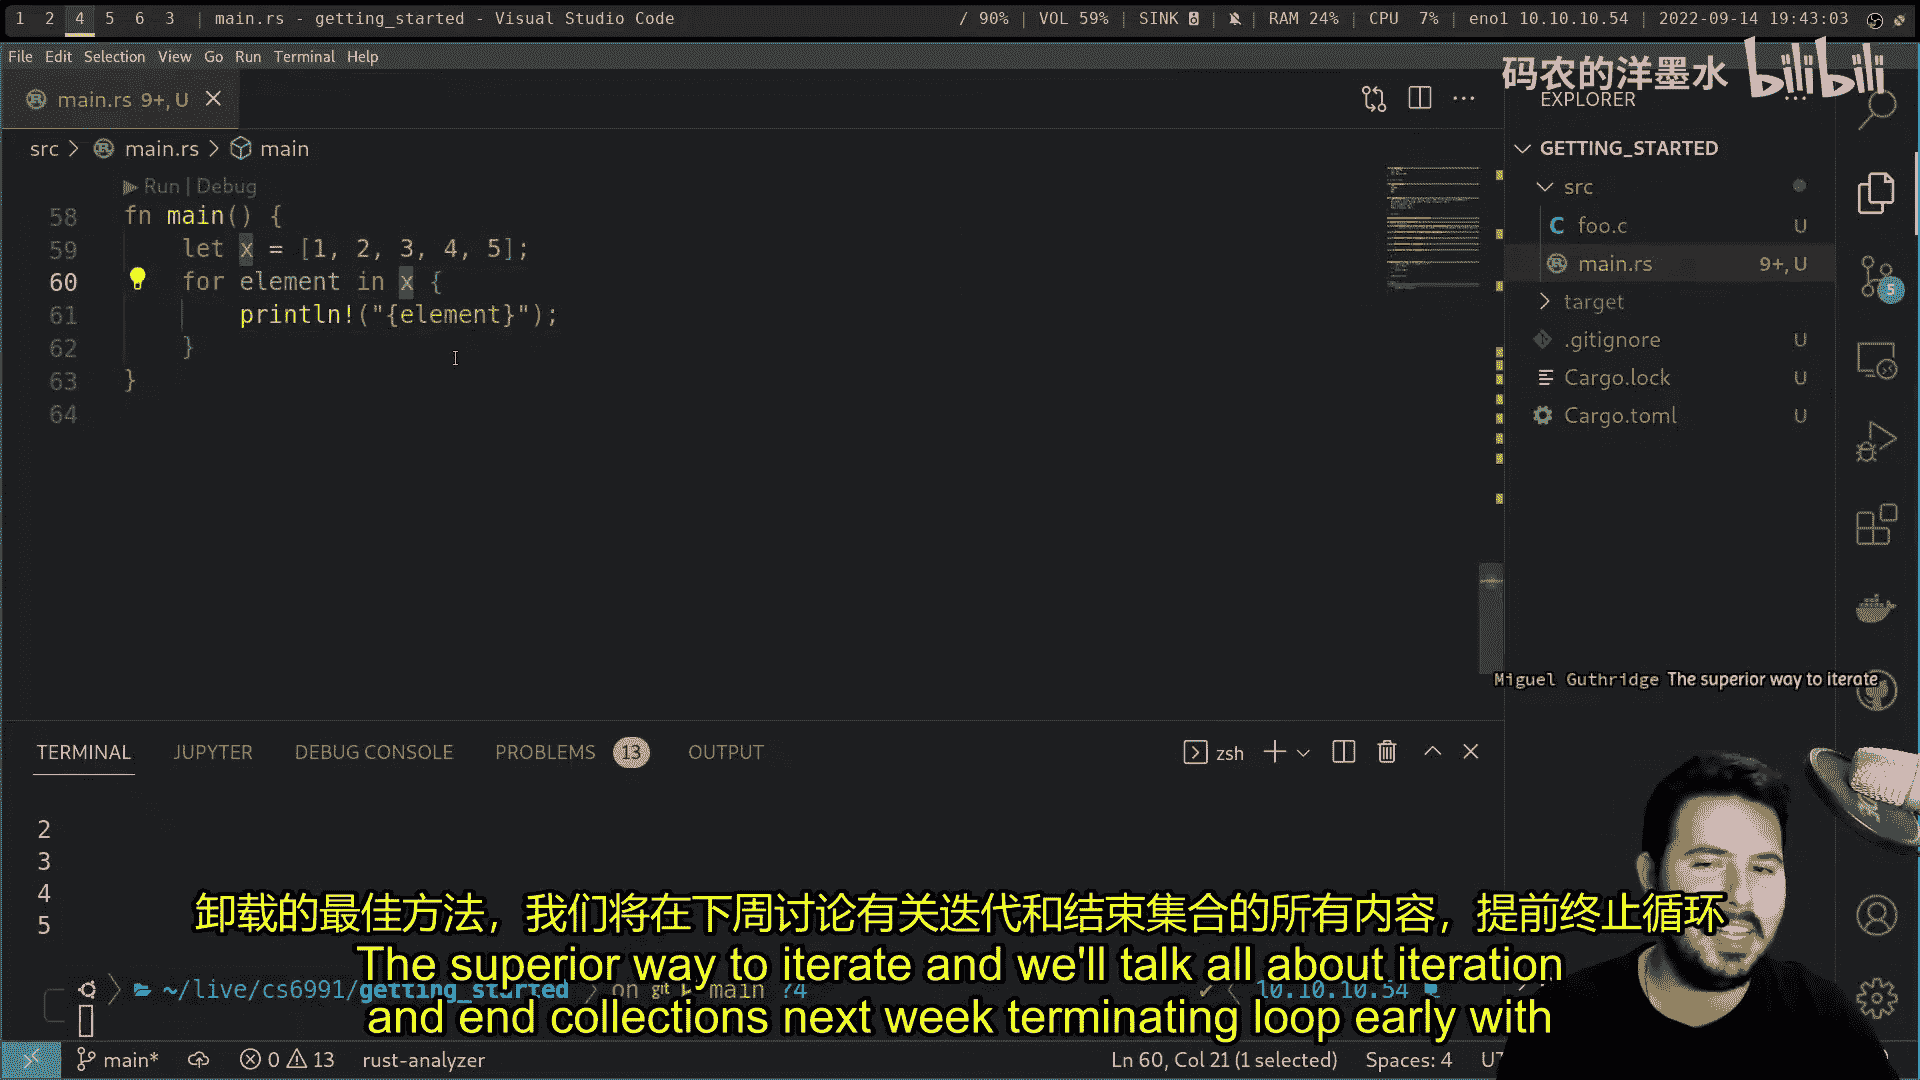 1 2 4 5 6 3 | main.rs - getting_started - Visual Studio Code
/ 90% | VOL 59% | SINK | | RAM 24% | CPU 7% | eno1 10.10.10.54 | 2022-09-14 19:43:03
File Edit Selection View Go Run Terminal Help
码农的洋墨水 bilibili
main.rs 9+, U
EXPLORER
src > main.rs > main
GETTING_STARTED
Run | Debug
src
58 fn main() {
foo.c U
59 let x = [1, 2, 3, 4, 5];
main.rs 9+, U
60 for element in x {
target
61 println!("{element}");
.gitignore U
62 }
Cargo.lock U
63 }
Cargo.toml U
64
5
Miguel Guthridge The superior way to iterate
TERMINAL JUPYTER DEBUG CONSOLE PROBLEMS 13 OUTPUT
zsh
2
3
4
5
卸载的最佳方法，我们将在下周讨论有关迭代和结束集合的所有内容，提前终止循环
The superior way to iterate and we'll talk all about iteration
~/live/cs6991/getting_started on git main ?4 10.10.10.54
and end collections next week terminating loop early with
main* 0 13 rust-analyzer
Ln 60, Col 21 (1 selected) Spaces: 4